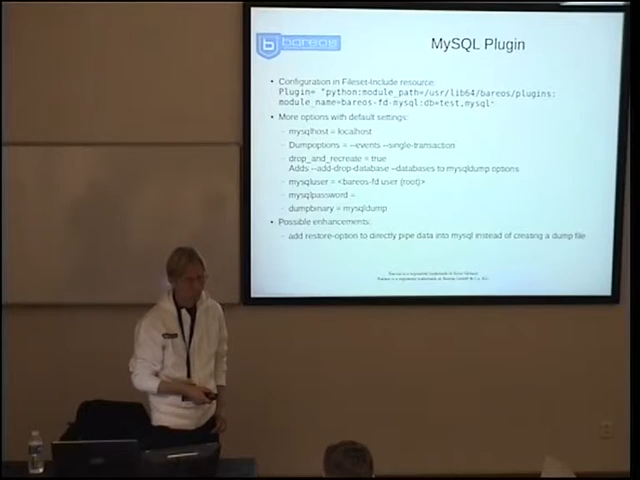 bareos
MySQL Plugin
• Configuration in Fileset-Include resource:
Plugin= "python:module_path=/usr/lib64/bareos/plugins:
module_name=bareos-fd-mysql:db=test,mysql"
• More options with default settings:
– mysqlhost = localhost
– Dumpoptions = --events --single-transaction
– drop_and_recreate = true
Adds --add-drop-database --databases to mysqldump options
– mysqluser = <bareos-fd user (root)>
– mysqlpassword =
– dumpbinary = mysqldump
• Possible enhancements:
– add restore-option to directly pipe data into mysql instead of creating a dump file